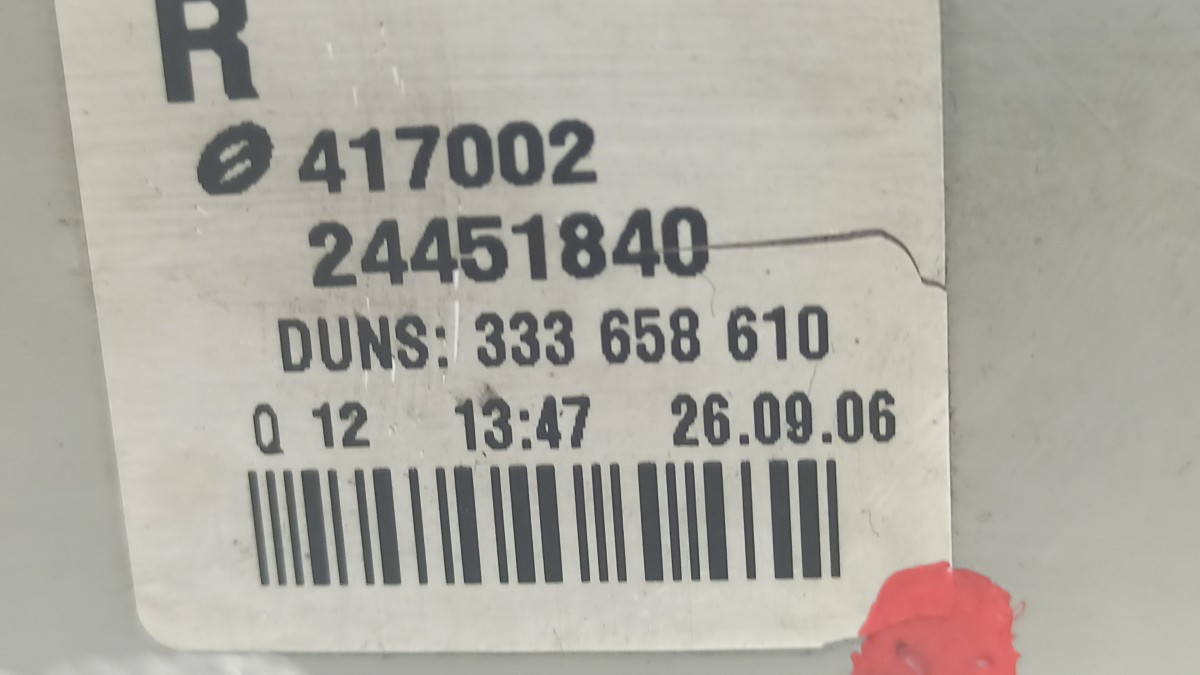 R
417002
24451840
DUNS: 333 658 610
Q 12 13:47 26.09.06